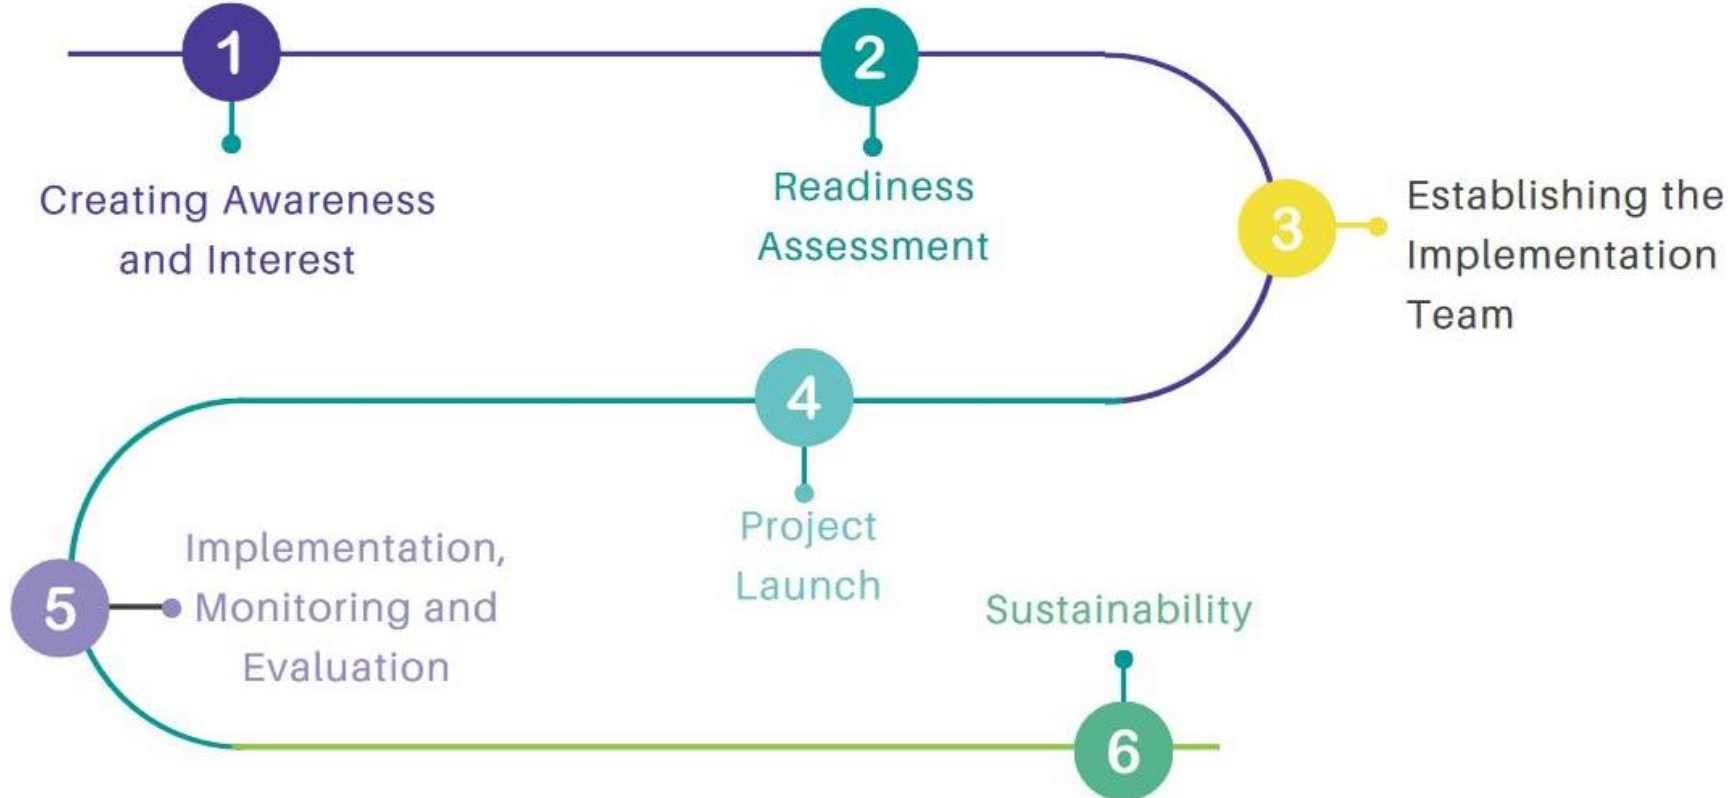 1
Creating Awareness
and Interest
2
Readiness
Assessment
3
Establishing the
Implementation
Team
4
Project
Launch
5
Implementation,
Monitoring and
Evaluation
6
Sustainability